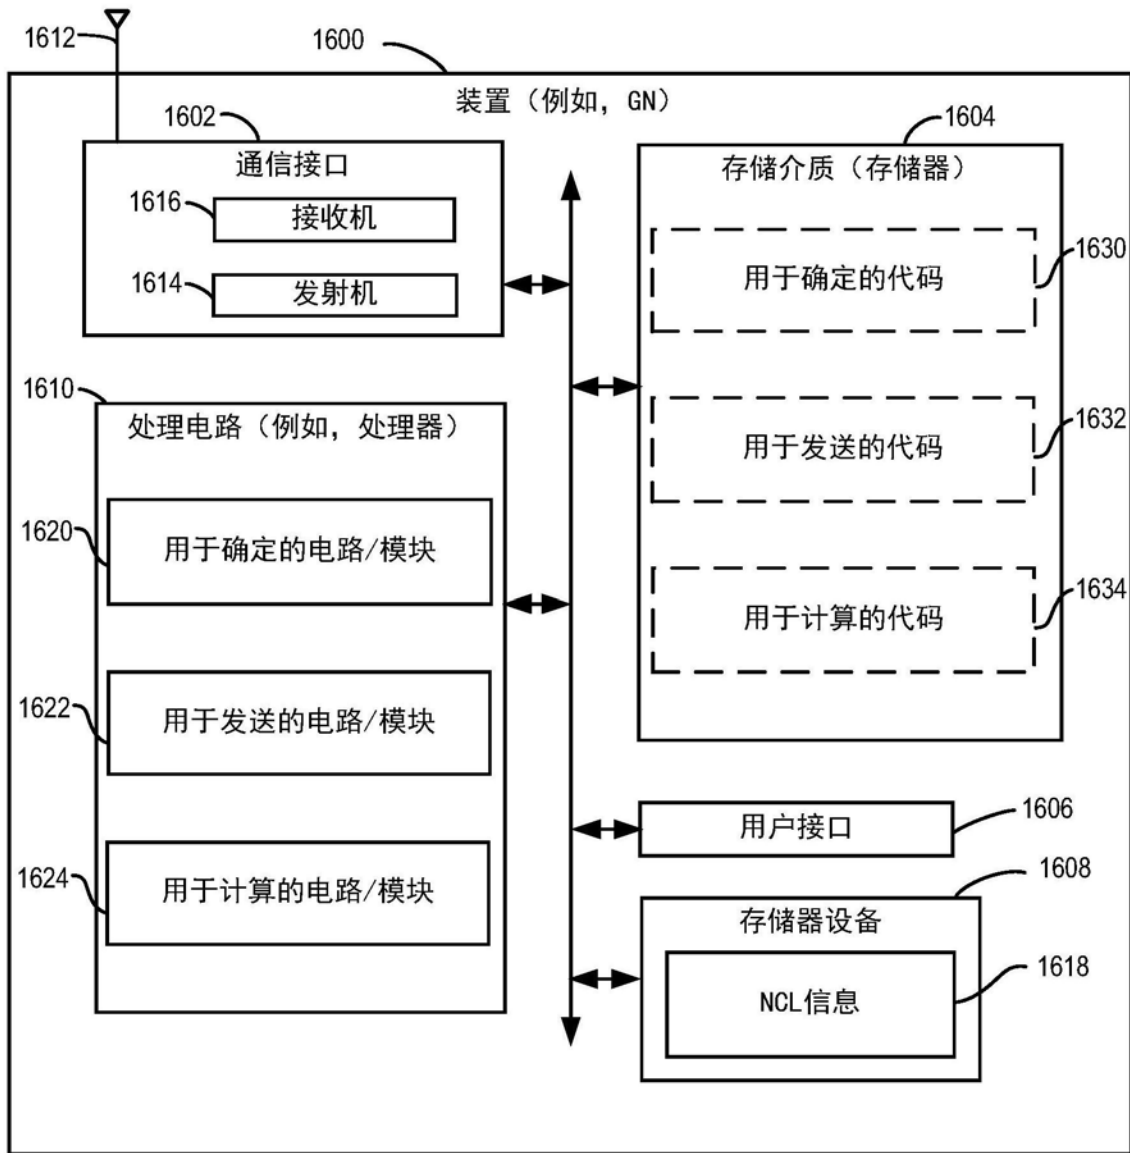 1612
1600
装置（例如，GN）
1602
通信接口
1616
接收机
1614
发射机
1604
存储介质（存储器）
用于确定的代码
1630
用于发送的代码
1632
用于计算的代码
1634
1610
处理电路（例如，处理器）
1620
用于确定的电路/模块
1622
用于发送的电路/模块
1624
用于计算的电路/模块
用户接口
1606
1608
存储器设备
NCL信息
1618